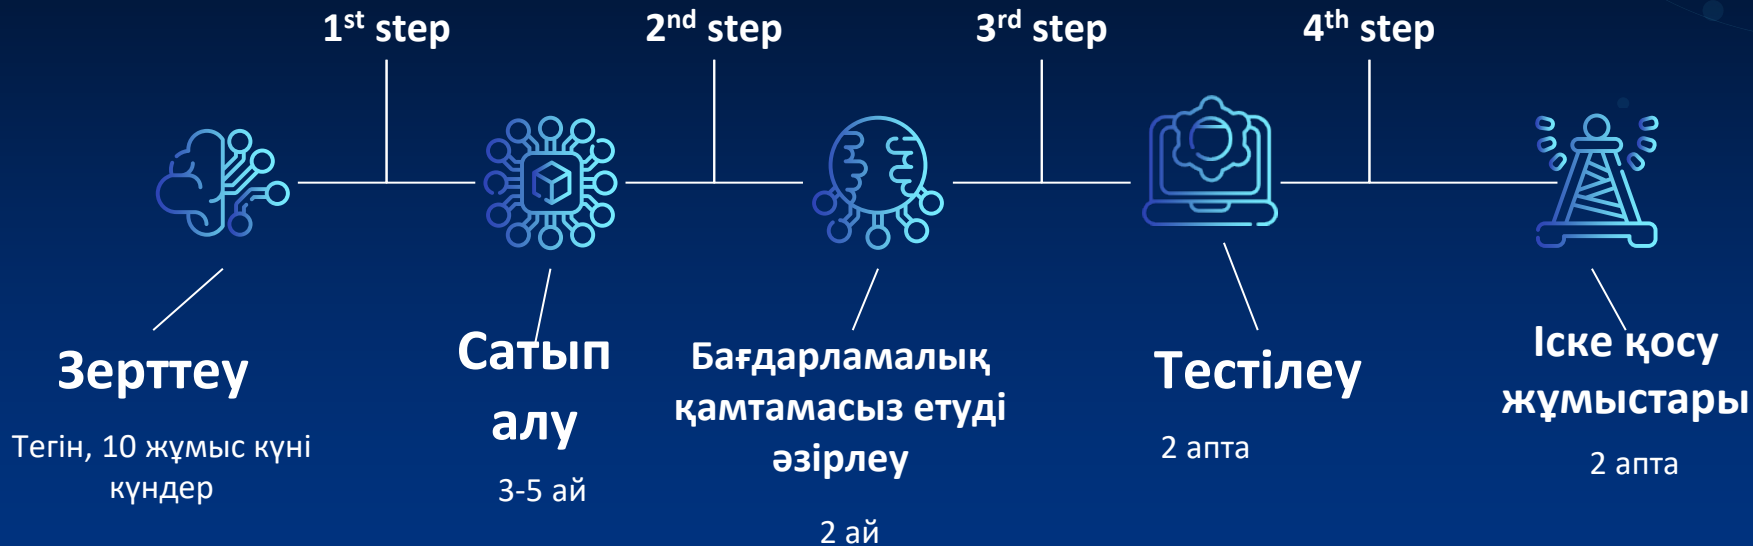 1st step
2nd step
3rd step
4th step
Зерттеу
Тегін, 10 жұмыс күні
күндер
Сатып
алу
3-5 ай
Бағдарламалық
қамтамасыз етуді
әзірлеу
2 ай
Тестілеу
2 апта
Іске қосу
жұмыстары
2 апта